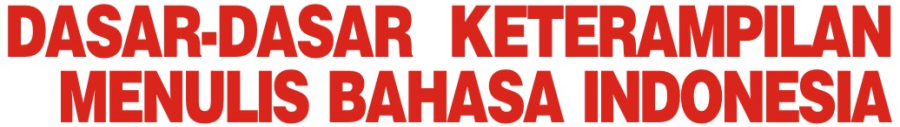 DASAR-DASAR KETERAMPILAN
MENULIS BAHASA INDONESIA